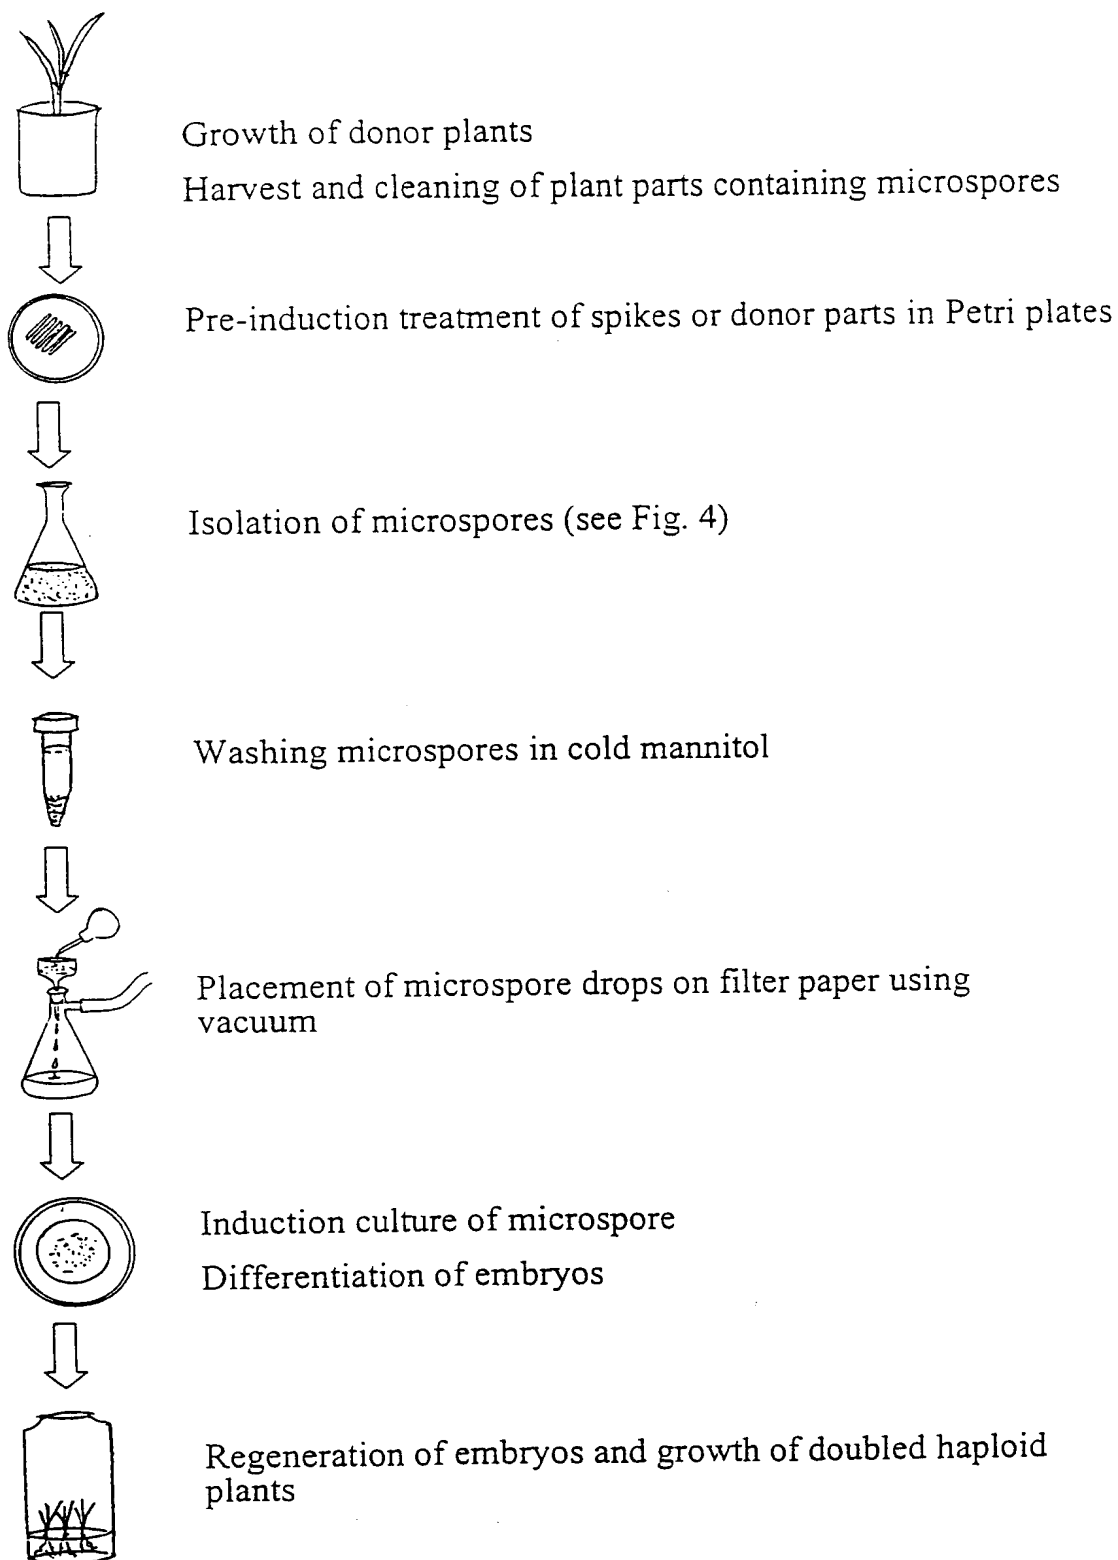 Growth of donor plants
Harvest and cleaning of plant parts containing microspores
Pre-induction treatment of spikes or donor parts in Petri plates
Isolation of microspores (see Fig. 4)
Washing microspores in cold mannitol
Placement of microspore drops on filter paper using
vacuum
Induction culture of microspore
Differentiation of embryos
Regeneration of embryos and growth of doubled haploid
plants